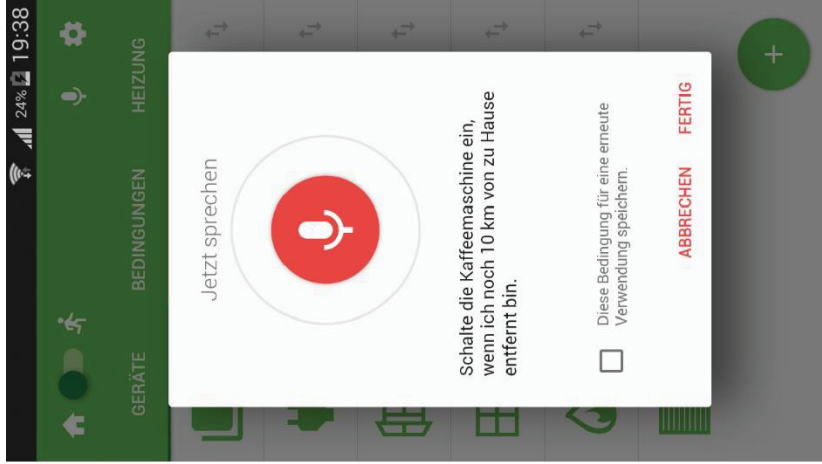 24% 19:38
GERÄTE BEDINGUNGEN HEIZUNG
Jetzt sprechen
Schalte die Kaffeemaschine ein,
wenn ich noch 10 km von zu Hause
entfernt bin.
Diese Bedingung für eine erneute
Verwendung speichern.
ABBRECHEN FERTIG